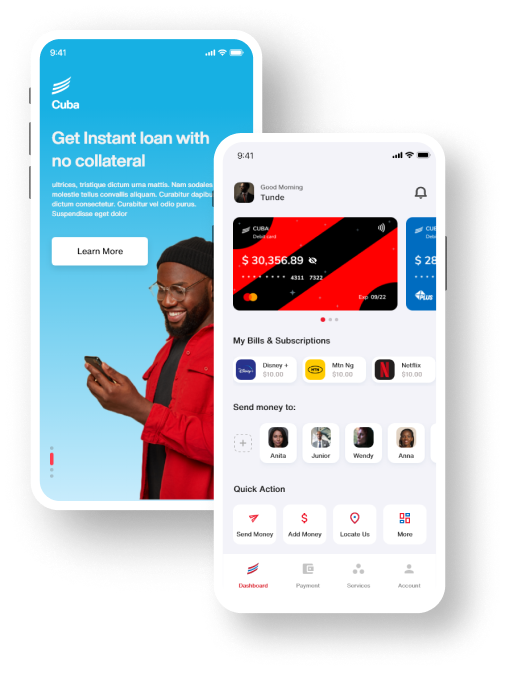 9:41
Cuba
Get Instant loan with
no collateral
ultrices, tristique dictum urna mattis. Nam sodales
molestie tellus convallis aliquam. Curabitur dapibu
dictum consectetur. Curabitur vel odio purus.
Suspendisse eget dolor
Learn More
9:41
Good Morning
Tunde
CUBA
Debit card
$ 30,356.89
4311 7322
Exp 09/22
CUB
Debit
$ 28
PLUS
My Bills & Subscriptions
Disney +
$10.00
Mtn Ng
$10.00
Netflix
$10.00
Disney+
MTN
N
Send money to:
Anita
Junior
Wendy
Anna
Quick Action
Send Money
Add Money
Locate Us
More
Dashboard
Payment
Services
Account